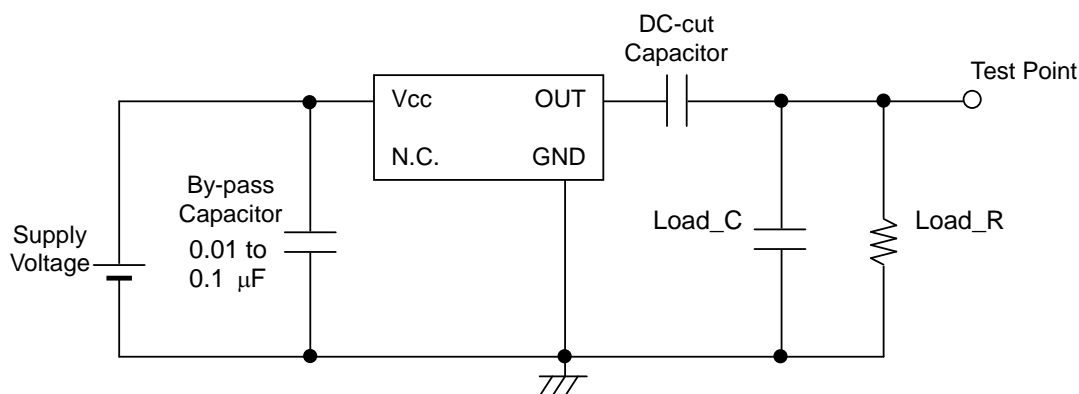 DC-cut
Capacitor
Test Point
Vcc
OUT
N.C.
GND
By-pass
Capacitor
0.01 to
0.1 μF
Supply
Voltage
Load_C
Load_R